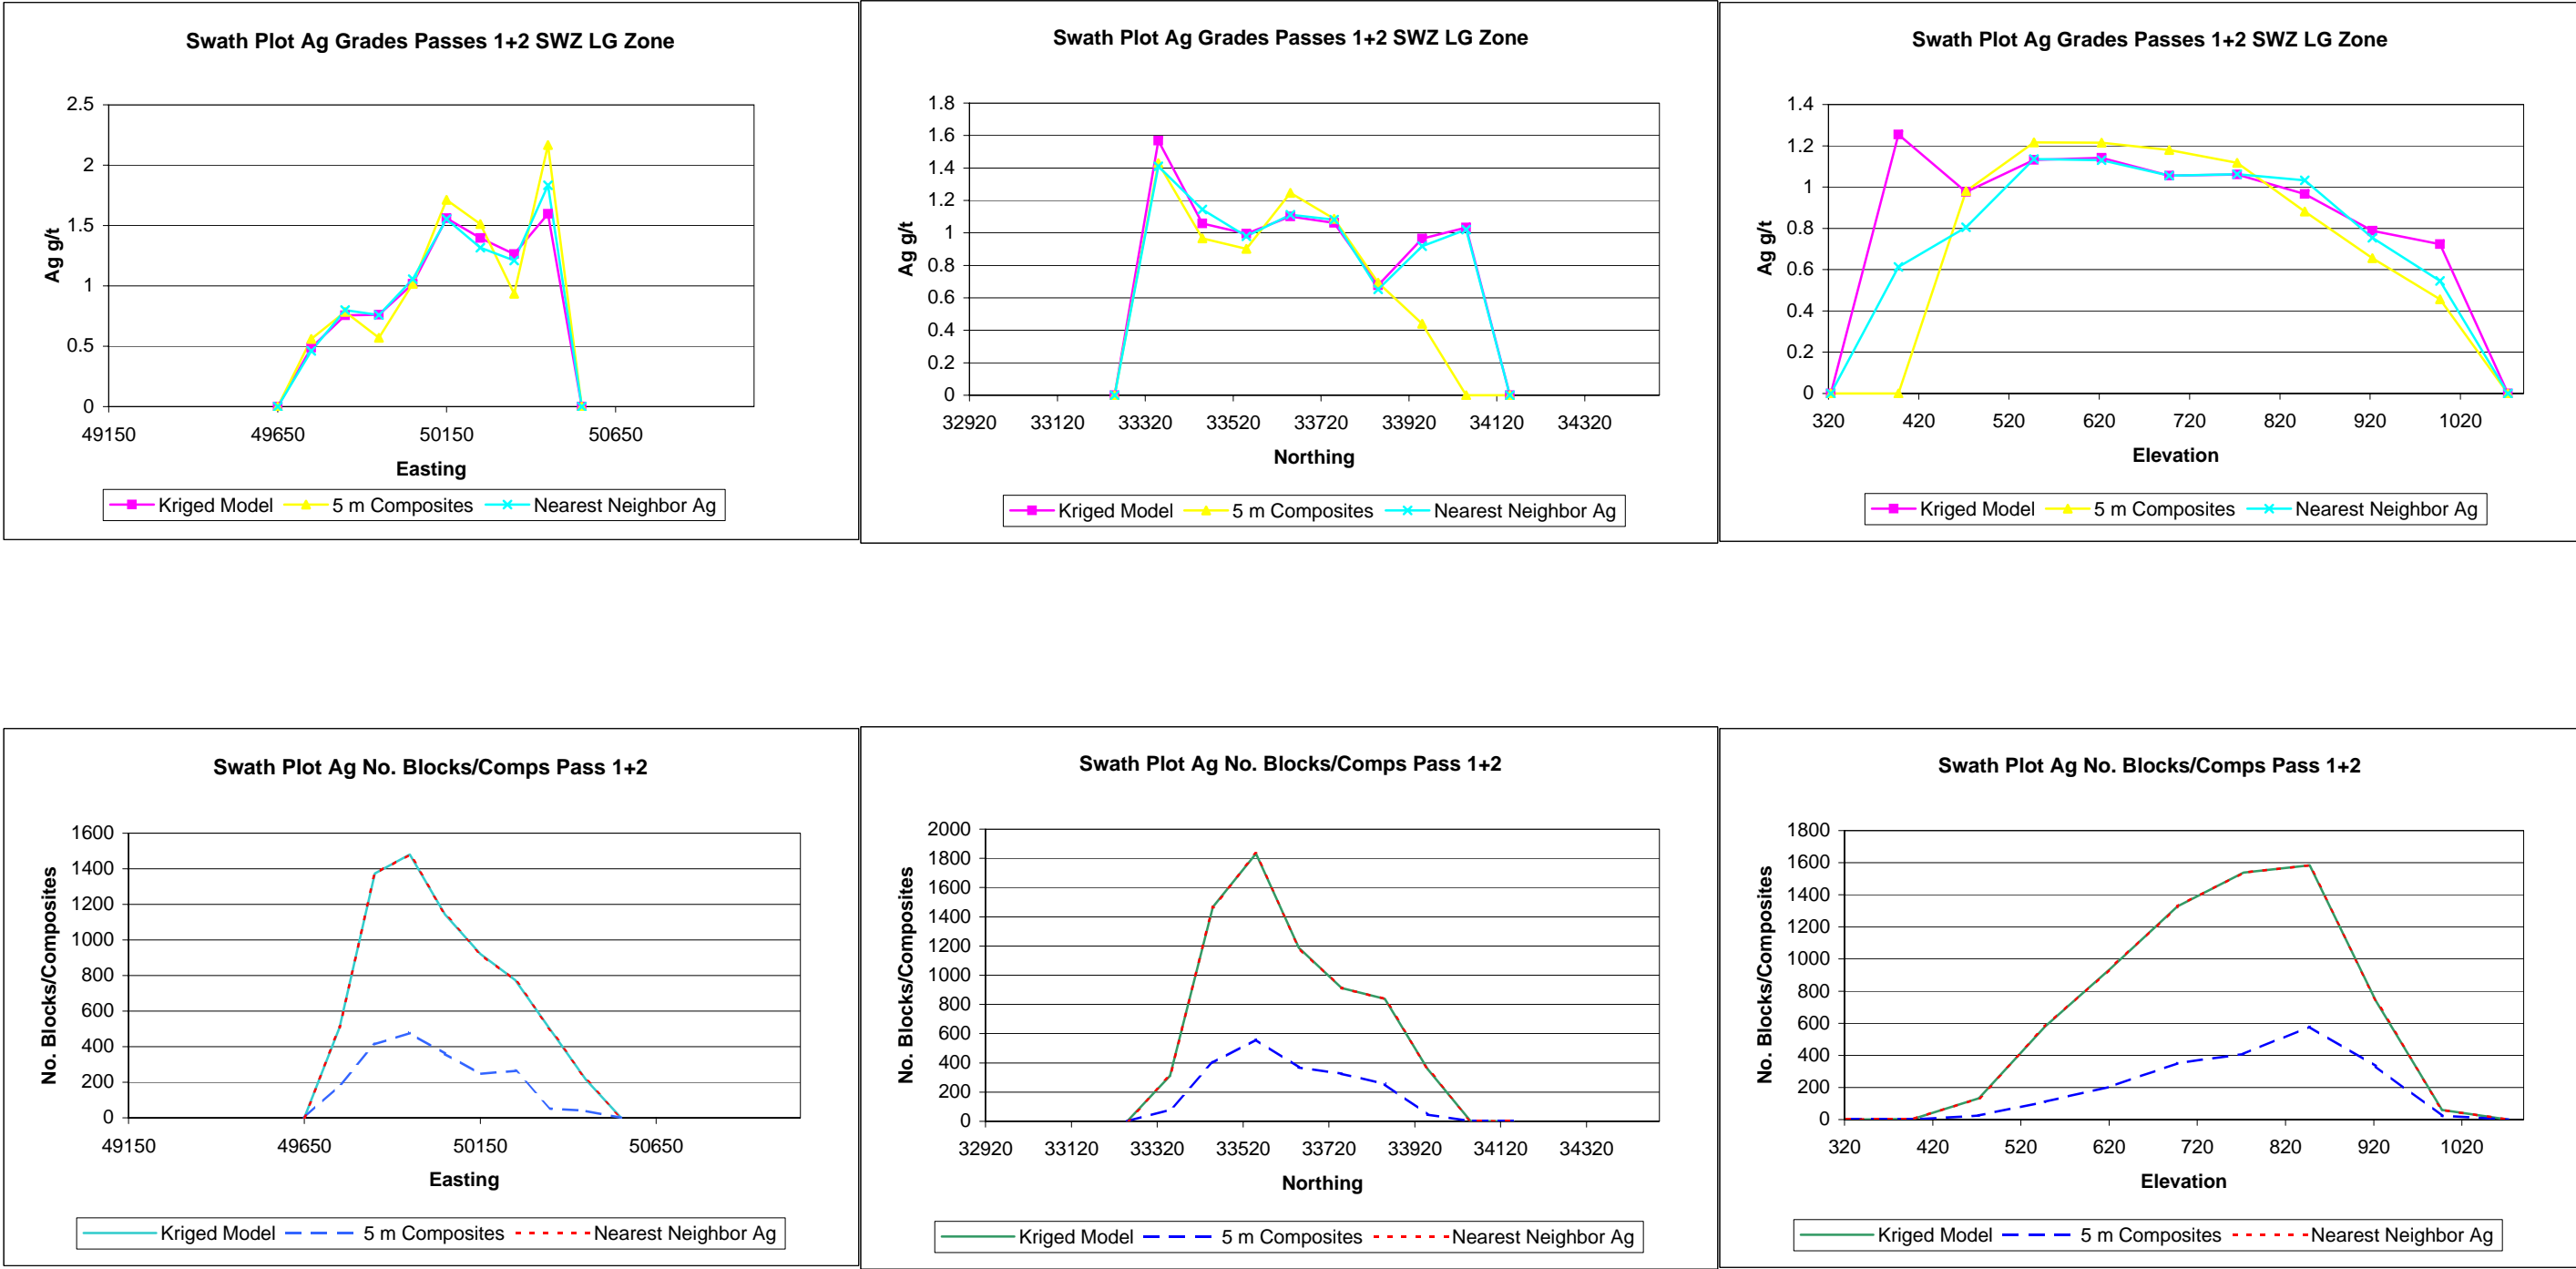 Swath Plot Ag Grades Passes 1+2 SWZ LG Zone
2.5
2
1.5
1
0.5
0
Ag g/t
49150 49650 50150 50650
Easting
Kriged Model 5 m Composites Nearest Neighbor Ag
Swath Plot Ag Grades Passes 1+2 SWZ LG Zone
1.8
1.6
1.4
1.2
1
0.8
0.6
0.4
0.2
0
Ag g/t
32920 33120 33320 33520 33720 33920 34120 34320
Northing
Kriged Model 5 m Composites Nearest Neighbor Ag
Swath Plot Ag Grades Passes 1+2 SWZ LG Zone
1.4
1.2
1
0.8
0.6
0.4
0.2
0
Ag g/t
320 420 520 620 720 820 920 1020
Elevation
Kriged Model 5 m Composites Nearest Neighbor Ag
Swath Plot Ag No. Blocks/Comps Pass 1+2
1600
1400
1200
1000
800
600
400
200
0
No. Blocks/Composites
49150 49650 50150 50650
Easting
Kriged Model 5 m Composites Nearest Neighbor Ag
Swath Plot Ag No. Blocks/Comps Pass 1+2
2000
1800
1600
1400
1200
1000
800
600
400
200
0
No. Blocks/Composites
32920 33120 33320 33520 33720 33920 34120 34320
Northing
Kriged Model 5 m Composites Nearest Neighbor Ag
Swath Plot Ag No. Blocks/Comps Pass 1+2
1800
1600
1400
1200
1000
800
600
400
200
0
No. Blocks/Composites
320 420 520 620 720 820 920 1020
Elevation
Kriged Model 5 m Composites Nearest Neighbor Ag